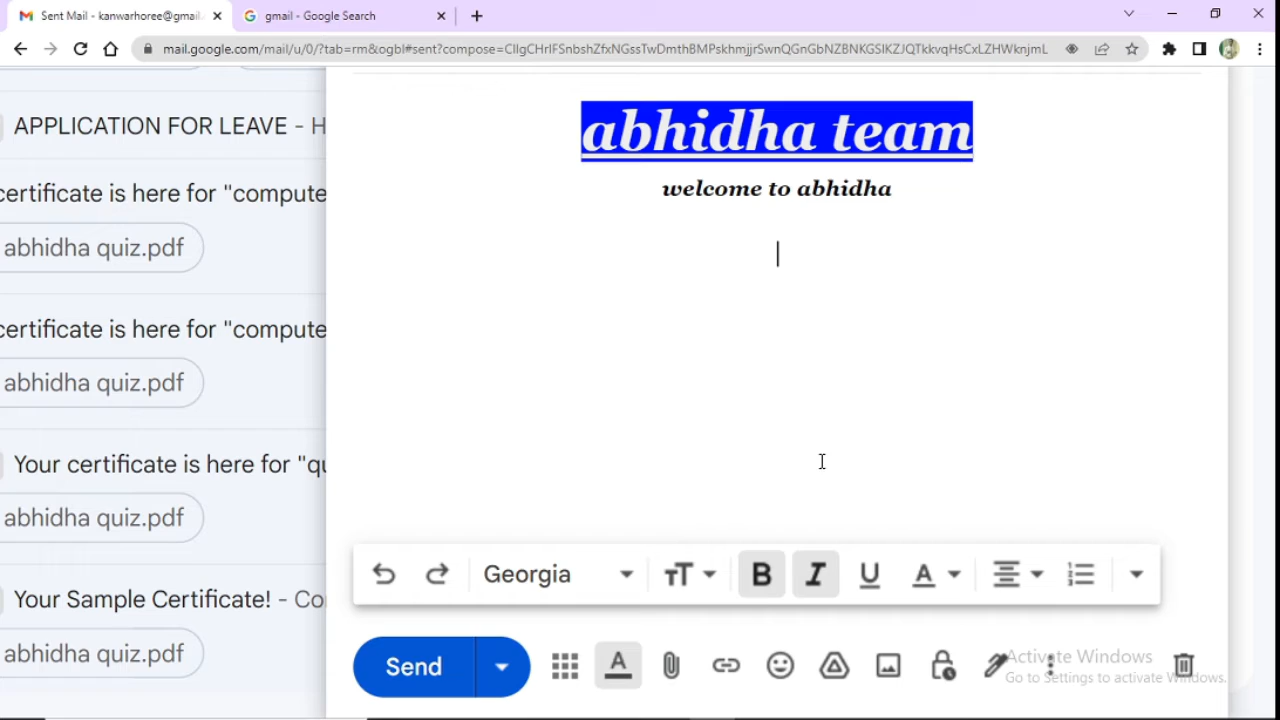 Sent Mail - kanwarhoree@gmail.
gmail - Google Search
mail.google.com/mail/u/0/?tab=rm&ogbl#sent?compose=CllgCHrlFSnbshZfxNGssTwDmthBMPskhmjjrSwnQGnGbNZBNKGSlKZJQTkkvqHsCxLZHWknjmL
APPLICATION FOR LEAVE - H
certificate is here for "compute
abhidha quiz.pdf
certificate is here for "compute
abhidha quiz.pdf
Your certificate is here for "qu
abhidha quiz.pdf
Your Sample Certificate! - Co
abhidha quiz.pdf
abhidha team
welcome to abhidha
Georgia
Send
Activate Windows
Go to Settings to activate Windows.